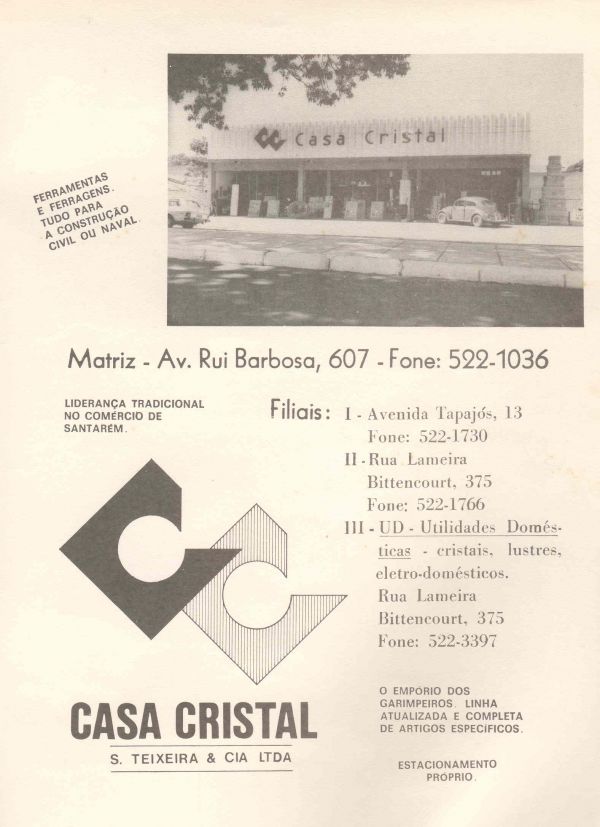 Casa Cristal
FERRAMENTAS
E FERRAGENS.
TUDO PARA
A CONSTRUÇÃO
CIVIL OU NAVAL.
Matriz - Av. Rui Barbosa, 607 - Fone: 522-1036
LIDERANÇA TRADICIONAL
NO COMÉRCIO DE
SANTARÉM.
Filiais: I - Avenida Tapajós, 13
Fone: 522-1730
II - Rua Lameira
Bittencourt, 375
Fone: 522-1766
III - UD - Utilidades Domés-
ticas - cristais, lustres,
eletro-domésticos.
Rua Lameira
Bittencourt, 375
Fone: 522-3397
CASA CRISTAL
S. TEIXEIRA & CIA LTDA
O EMPÓRIO DOS
GARIMPEIROS. LINHA
ATUALIZADA E COMPLETA
DE ARTIGOS ESPECÍFICOS.
ESTACIONAMENTO
PRÓPRIO.